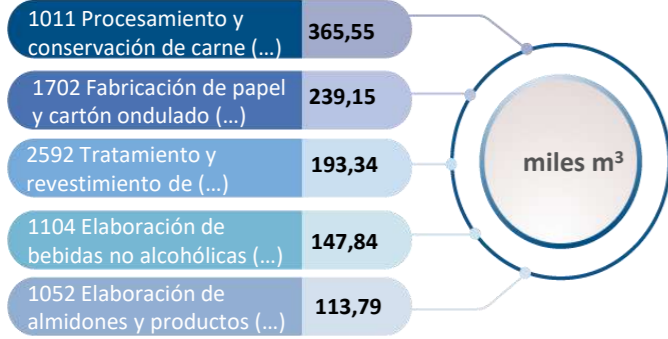 1011 Procesamiento y
conservación de carne (...)
365,55
1702 Fabricación de papel
y cartón ondulado (...)
239,15
2592 Tratamiento y
revestimiento de (...)
193,34
1104 Elaboración de
bebidas no alcohólicas (...)
147,84
1052 Elaboración de
almidones y productos (...)
113,79
miles m³